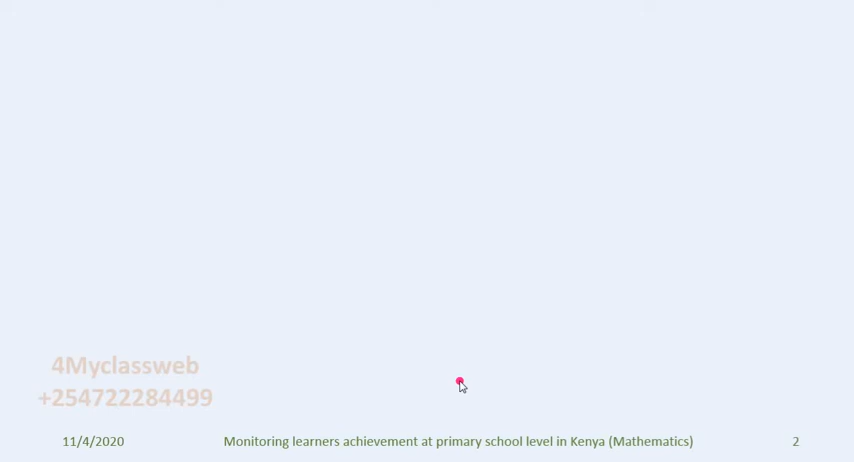 4Myclassweb
+254722284499
11/4/2020 Monitoring learners achievement at primary school level in Kenya (Mathematics) 2